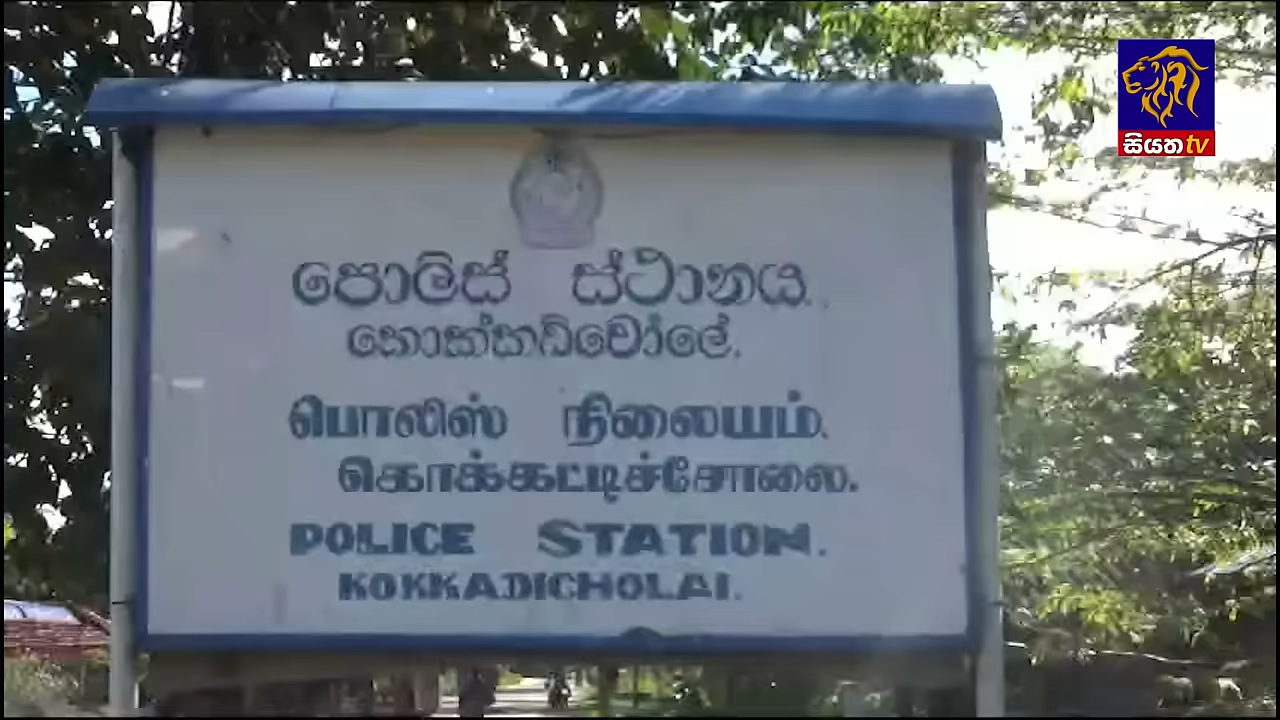 සියත tv
පොලිස් ස්ථානය.
කොක්කඩිචෝලේ.
பொலிஸ் நிலையம்.
கொக்கட்டிச்சோலை.
POLICE STATION.
KOKKADICHOLAI.